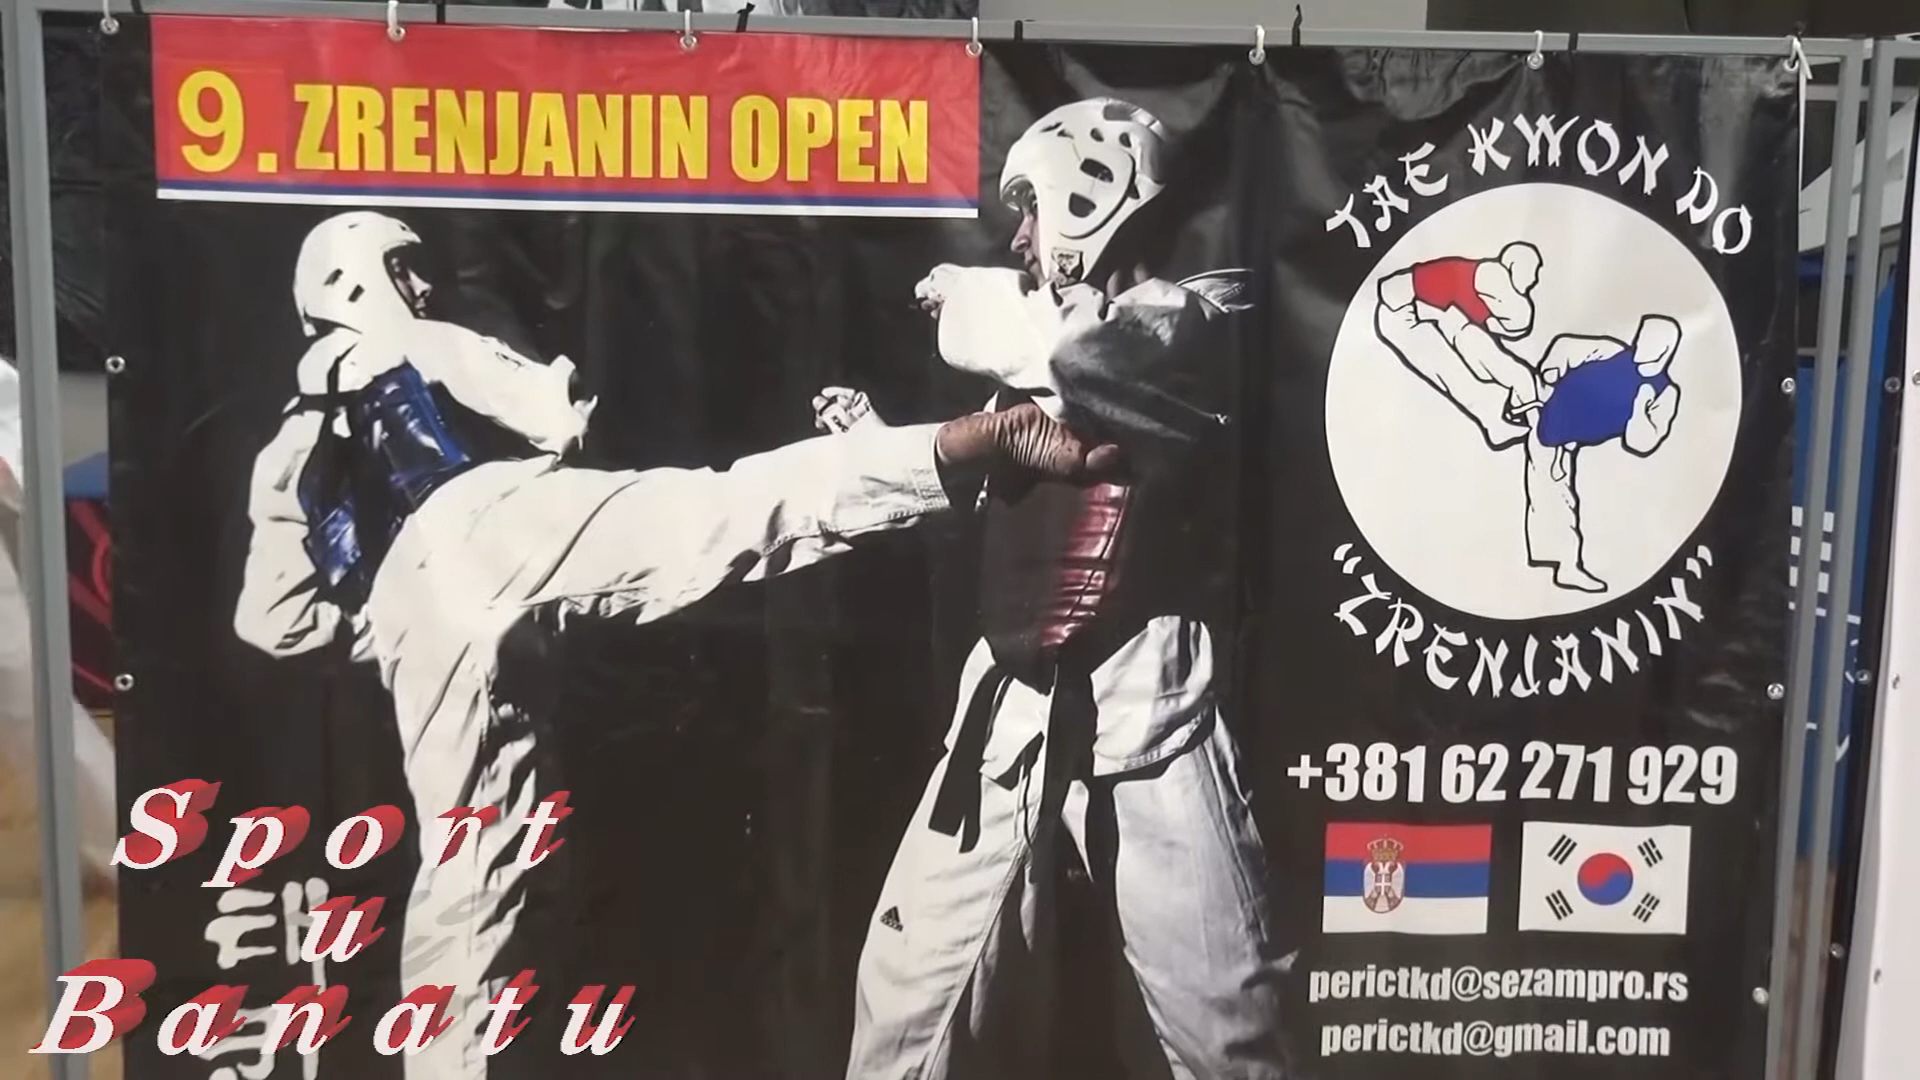 9. ZRENJANIN OPEN
TAE KWON DO
"ZRENJANIN"
+381 62 271 929
perictkd@sezampro.rs
perictkd@gmail.com
Sport
u
Banatu